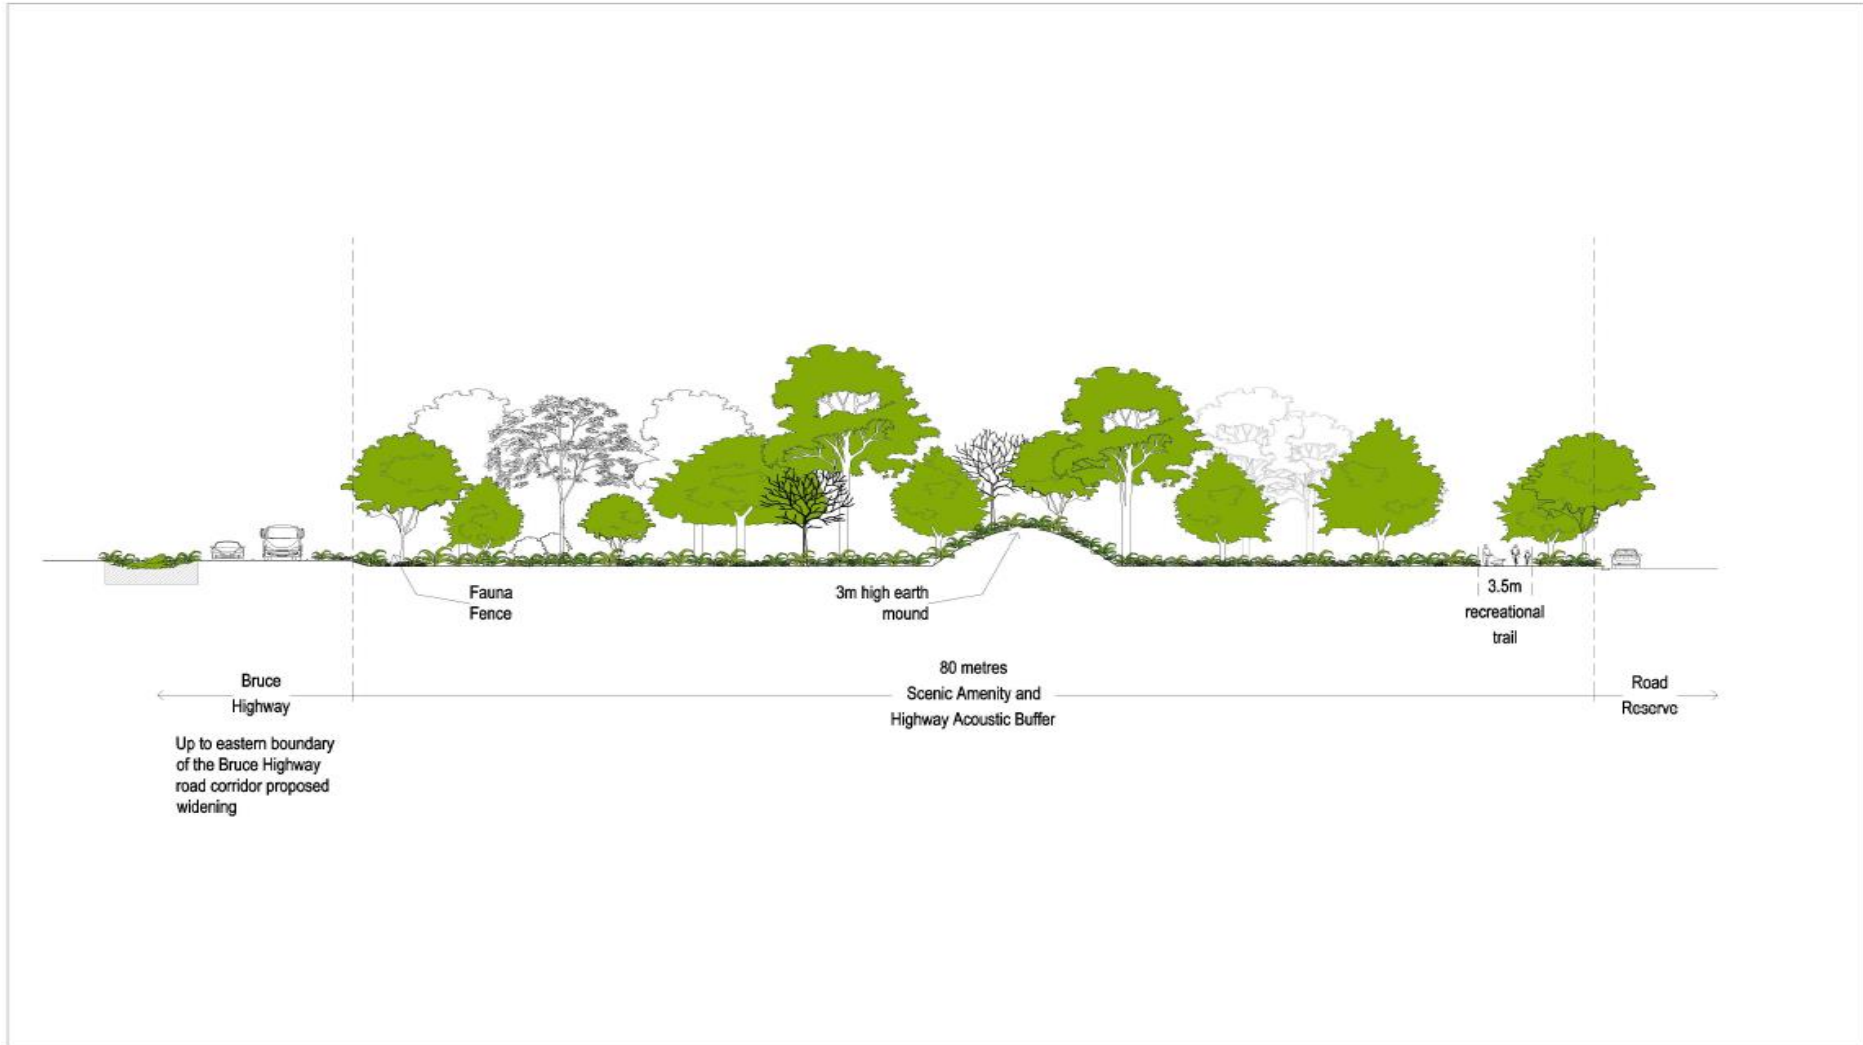 Fauna
Fence
3m high earth
mound
3.5m
recreational
trail
Bruce
Highway
80 metres
Scenic Amenity and
Highway Acoustic Buffer
Road
Reserve
Up to eastern boundary
of the Bruce Highway
road corridor proposed
widening